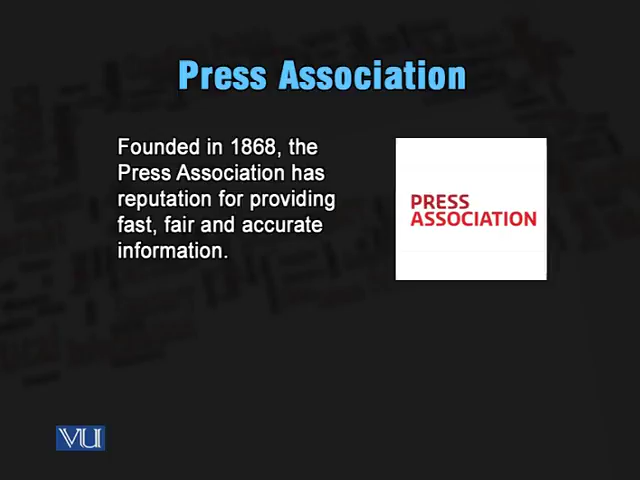 Press Association
Founded in 1868, the
Press Association has
reputation for providing
fast, fair and accurate
information.
PRESS
ASSOCIATION
VU